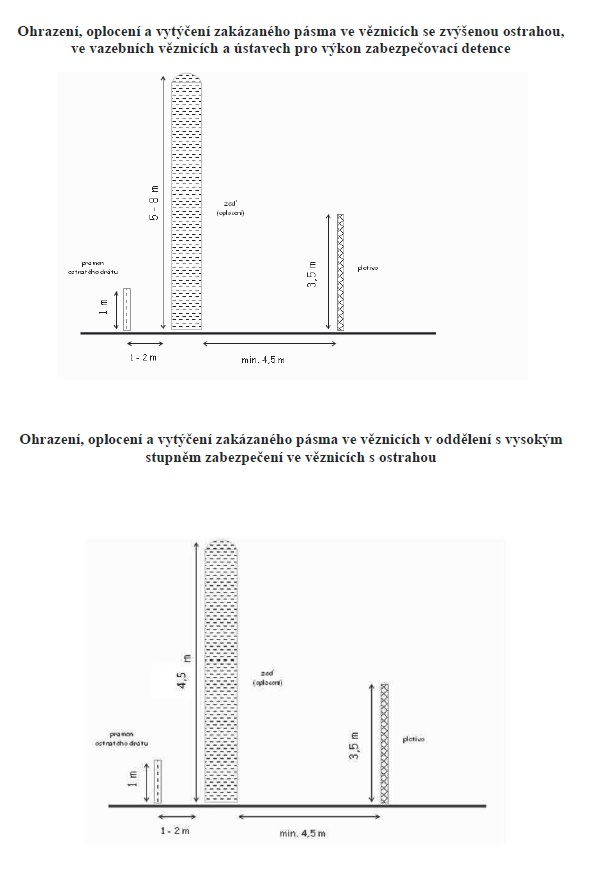 Ohrazení, oplocení a vytýčení zakázaného pásma ve věznicích se zvýšenou ostrahou,
ve vazebních věznicích a ústavech pro výkon zabezpečovací detence
5 - 8 m
zeď
(oplocení)
pramen
ostnatého drátu
1 m
3,5 m
pletivo
1 - 2 m
min. 4,5 m
Ohrazení, oplocení a vytýčení zakázaného pásma ve věznicích v oddělení s vysokým
stupněm zabezpečení ve věznicích s ostrahou
4,5 m
zeď
(oplocení)
pramen
ostnatého drátu
1 m
3,5 m
pletivo
1 - 2 m
min. 4,5 m